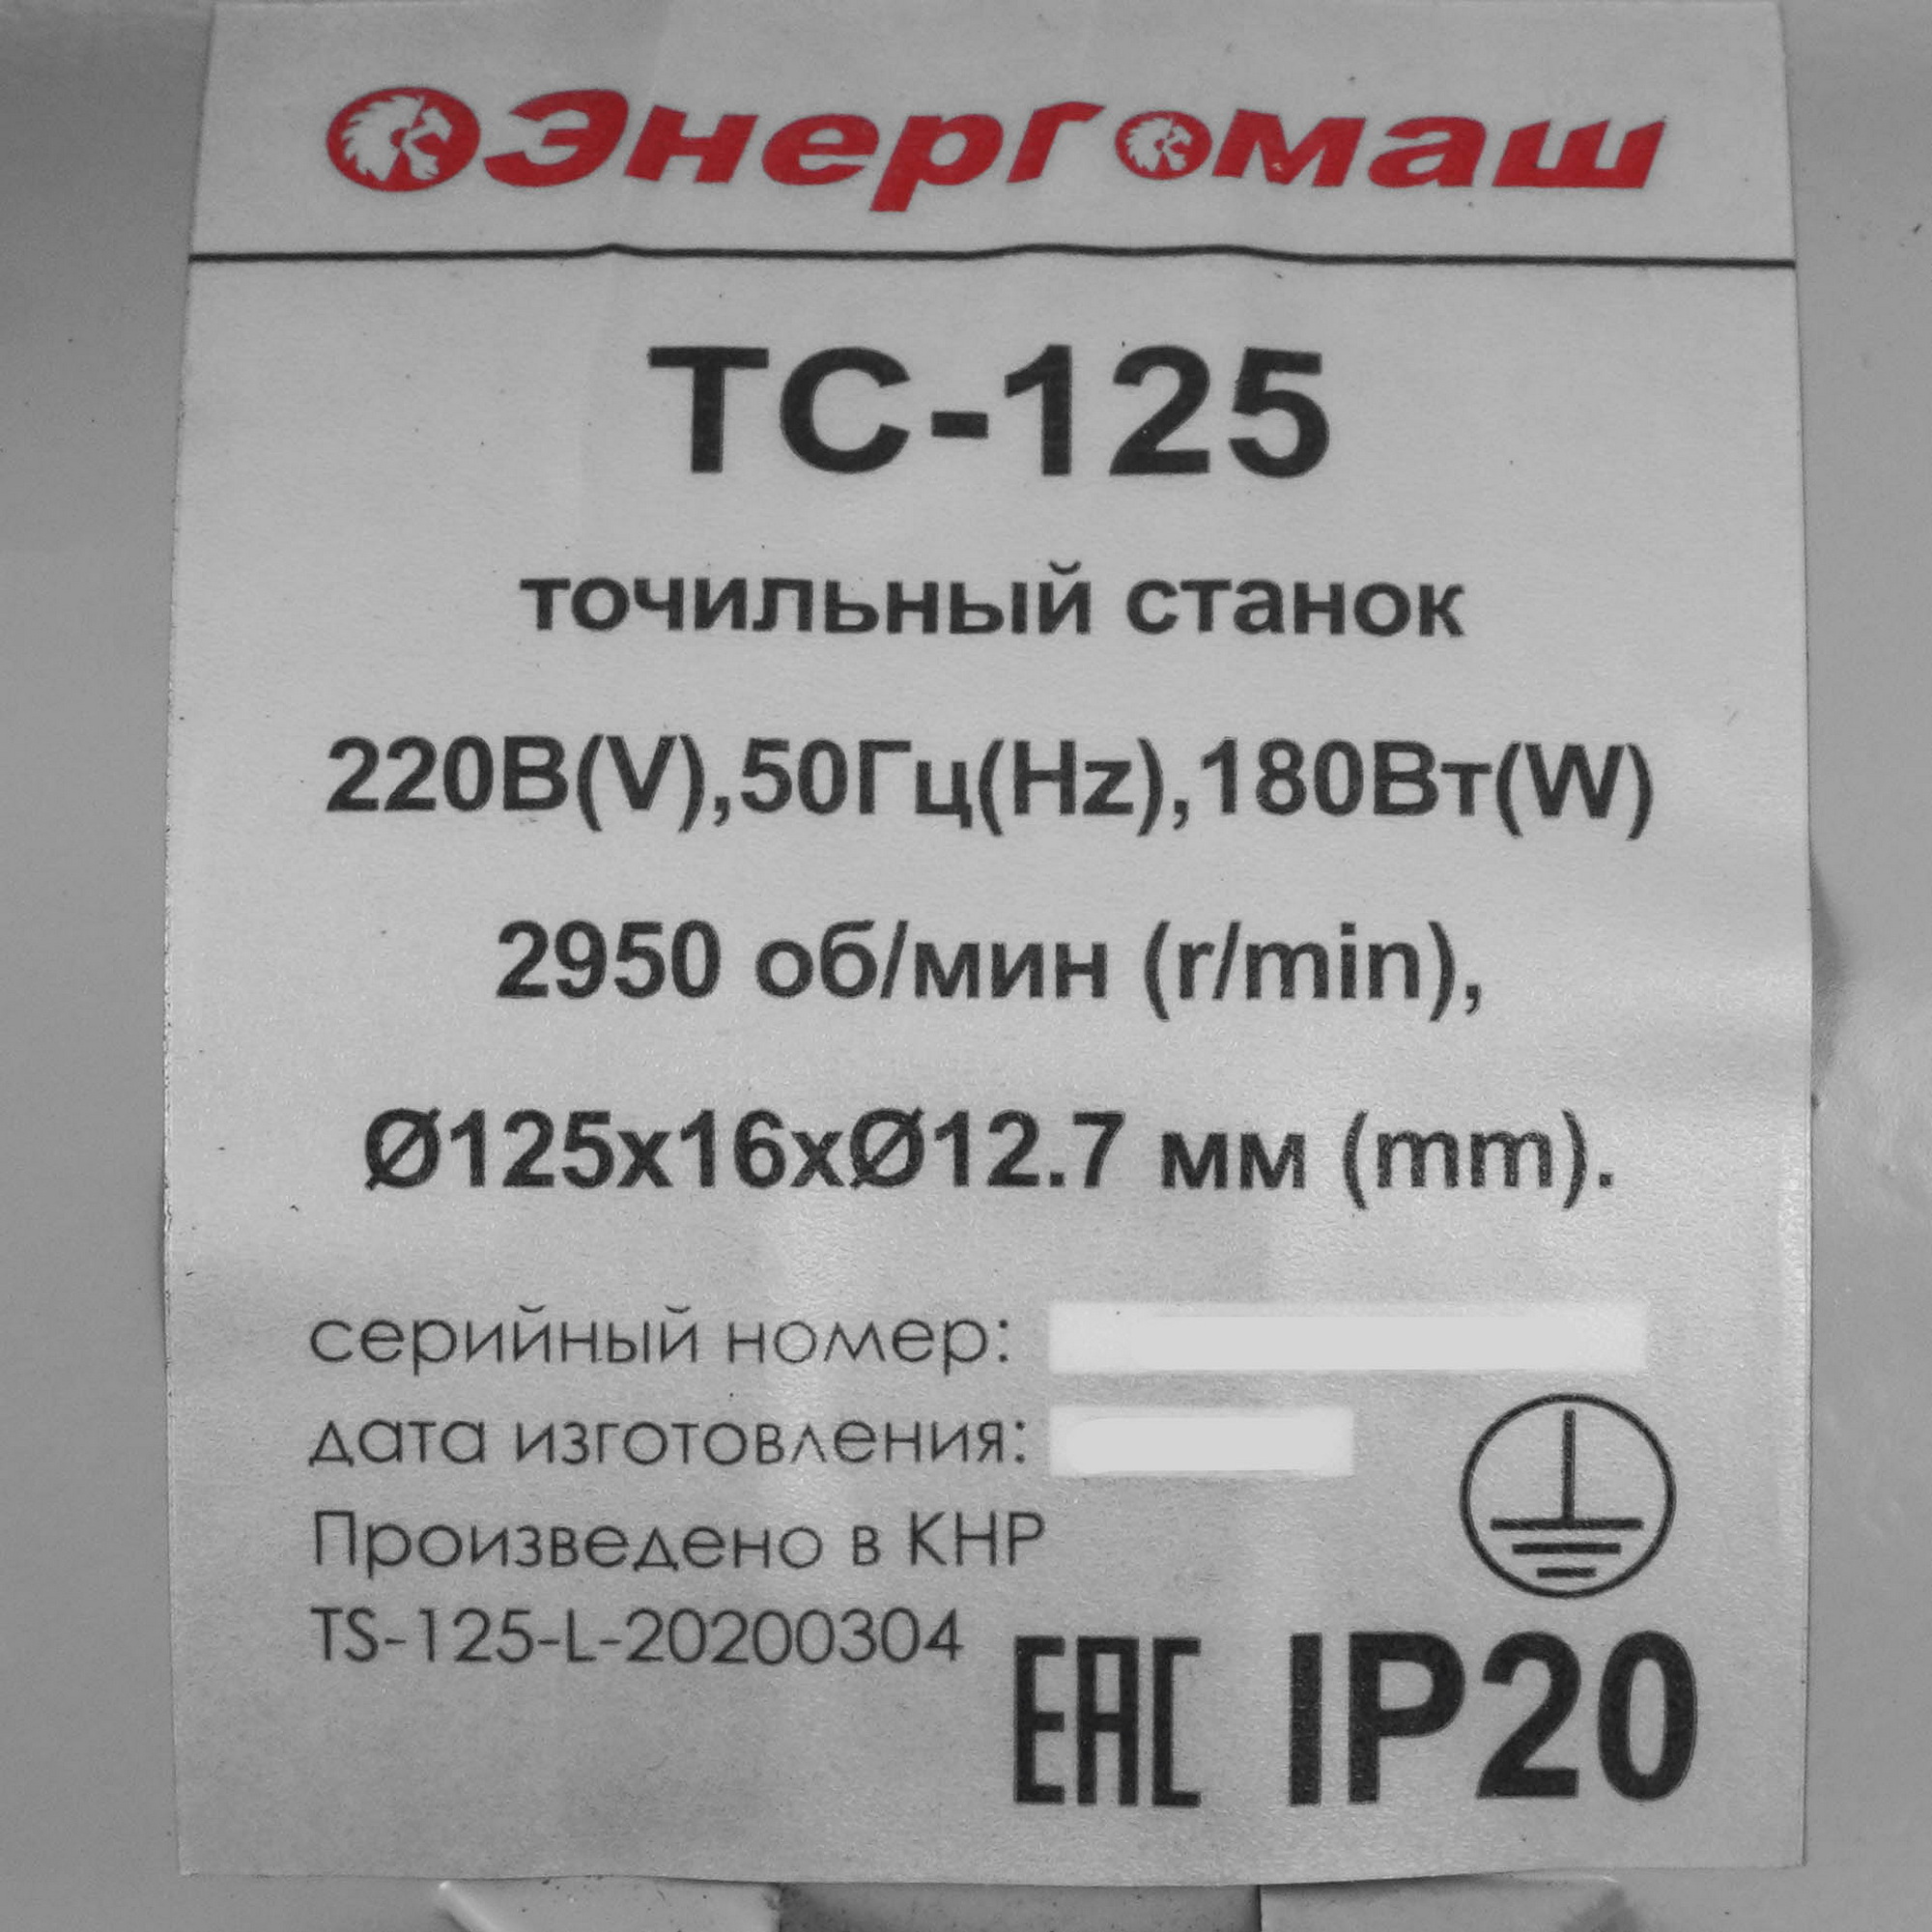 Энергомаш
ТС-125
точильный станок
220В(V),50Гц(Hz),180Вт(W)
2950 об/мин (r/min),
Ø125x16xØ12.7 мм (mm).
серийный номер:
дата изготовления:
Произведено в КНР
TS-125-L-20200304
EAC IP20